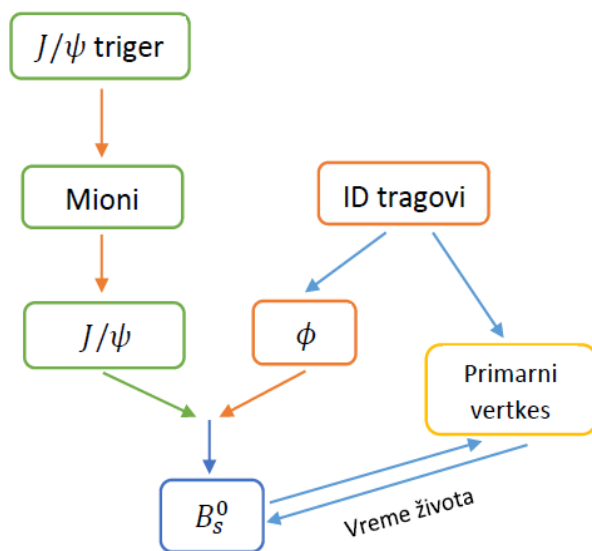 J/ψ triger
Mioni
ID tragovi
J/ψ
ϕ
Primarni
vertkes
B_s^0
Vreme života